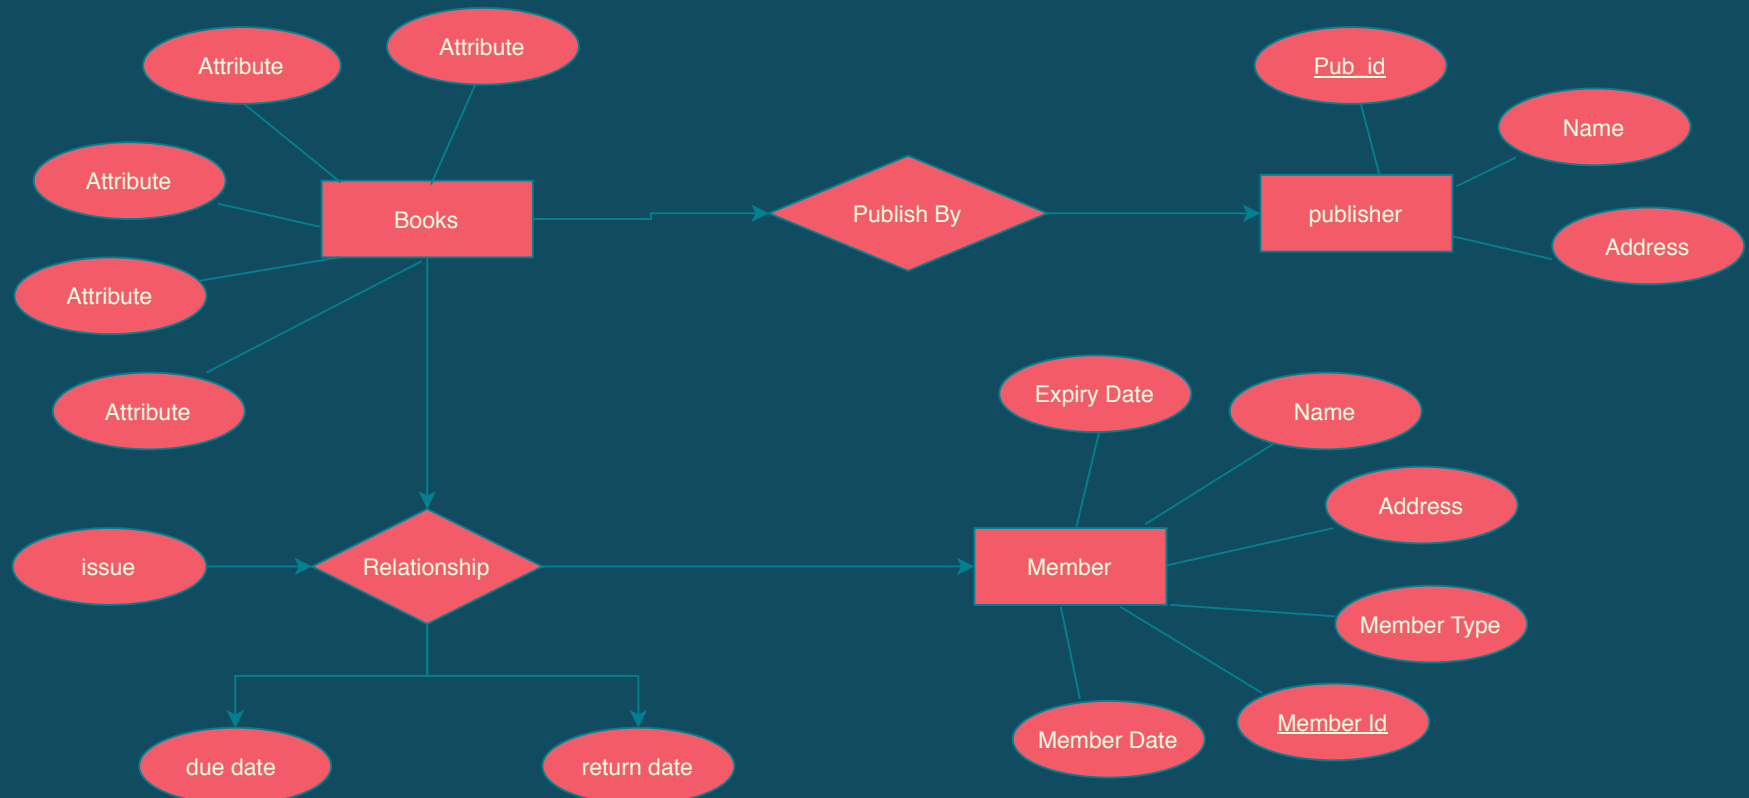 Attribute
Attribute
Pub_id
Name
Attribute
Books
Publish By
publisher
Address
Attribute
Attribute
Expiry Date
Name
Address
issue
Relationship
Member
Member Type
Member Id
Member Date
due date
return date